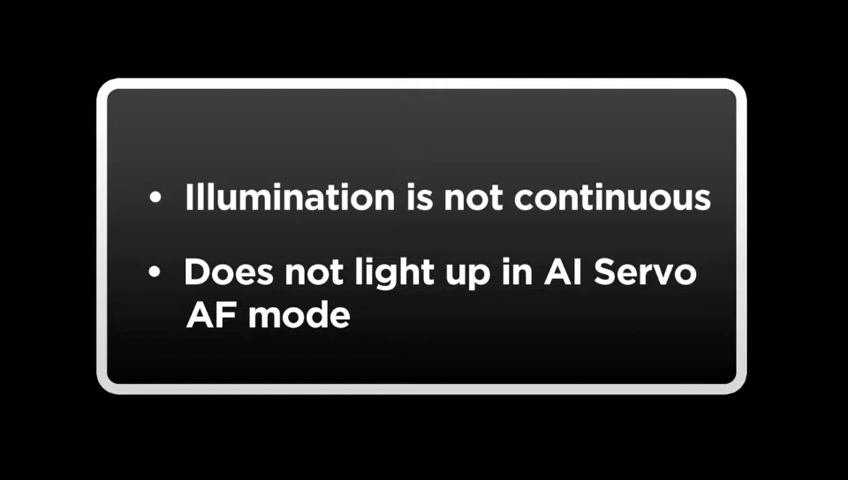 • Illumination is not continuous
• Does not light up in AI Servo
AF mode